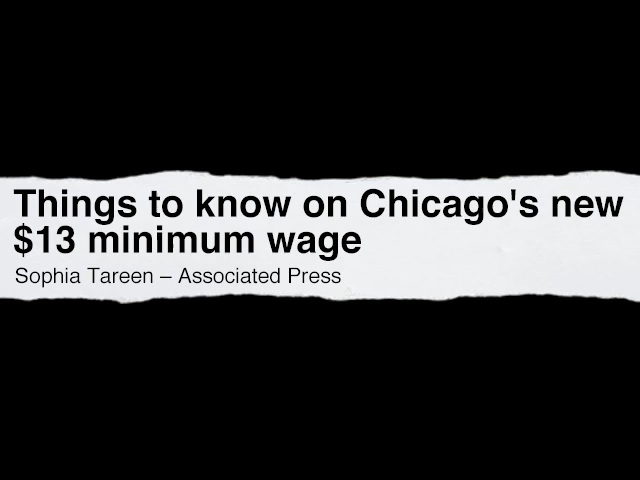 Things to know on Chicago's new
$13 minimum wage
Sophia Tareen – Associated Press